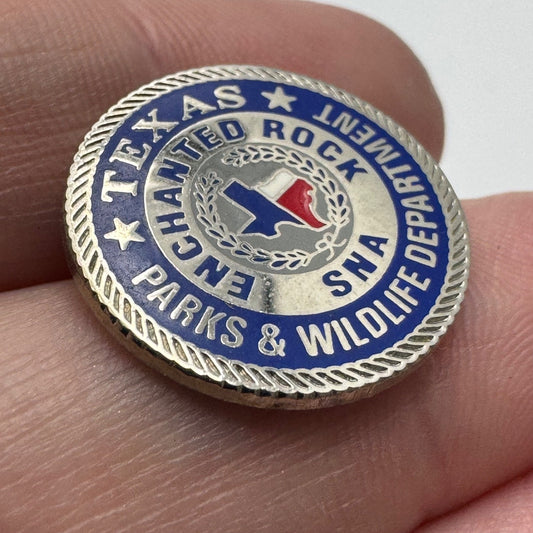 TEXAS
PARKS & WILDLIFE DEPARTMENT
ENCHANTED ROCK
SNA